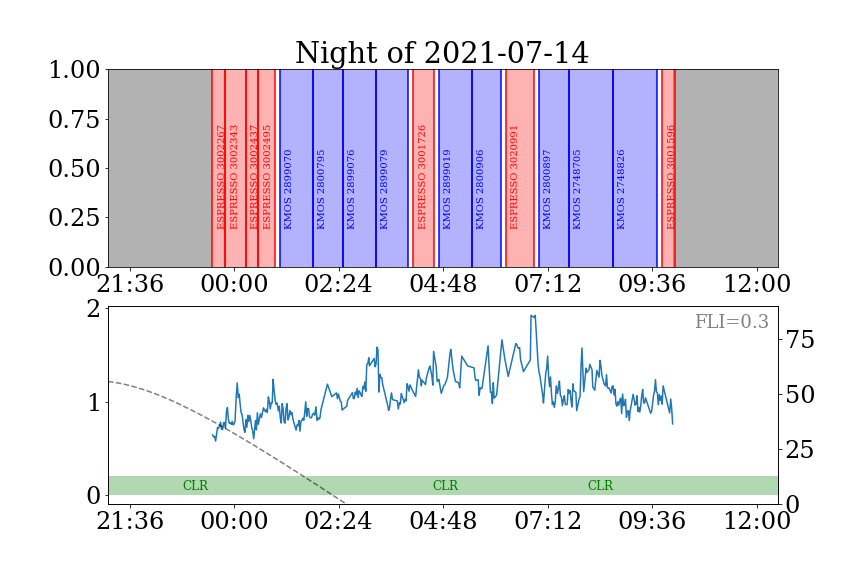 Night of 2021-07-14
1.00
0.75
0.50
0.25
0.00
ESPRESSO 3002267
ESPRESSO 3002343
ESPRESSO 3002437
ESPRESSO 3002495
KMOS 2899070
KMOS 2800795
KMOS 2899076
KMOS 2899079
ESPRESSO 3001726
KMOS 2899019
KMOS 2800906
ESPRESSO 3020991
KMOS 2800897
KMOS 2748705
KMOS 2748826
ESPRESSO 3001596
21:36 00:00 02:24 04:48 07:12 09:36 12:00
2
1
0
FLI=0.3
75
50
25
0
CLR CLR CLR
21:36 00:00 02:24 04:48 07:12 09:36 12:00